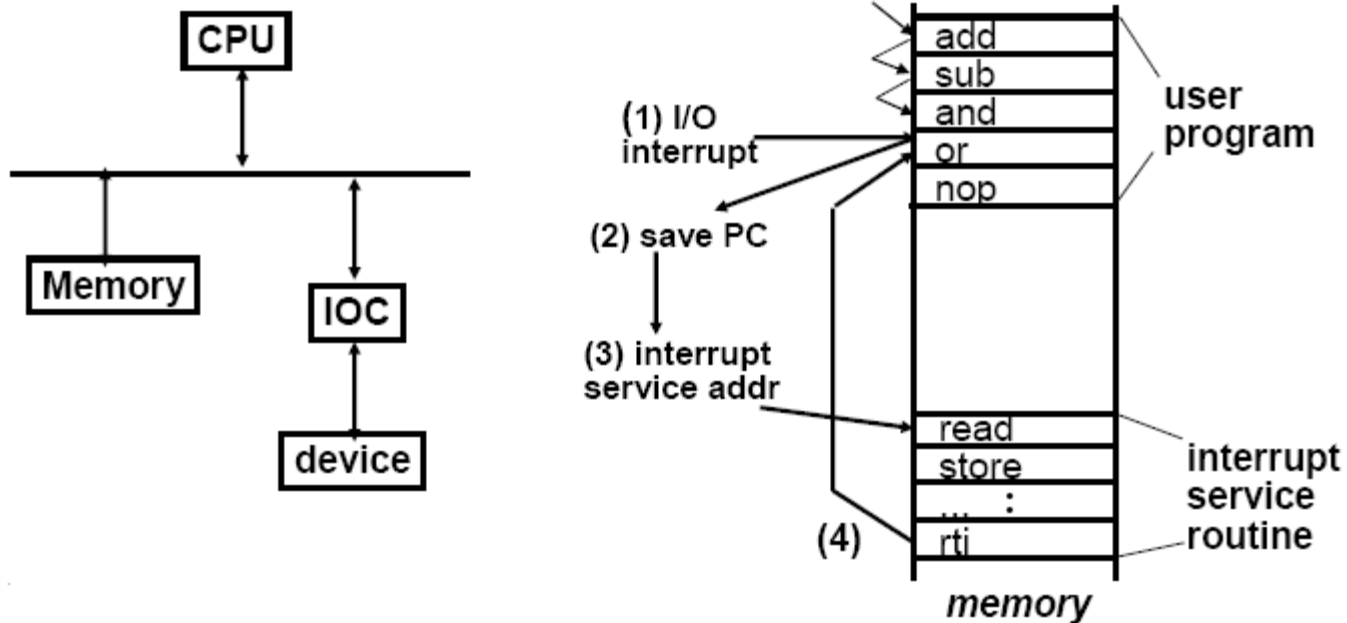 CPU
Memory
IOC
device
(1) I/O
interrupt
(2) save PC
(3) interrupt
service addr
(4)
add
sub
and
or
nop
user
program
read
store
... :
rti
interrupt
service
routine
memory